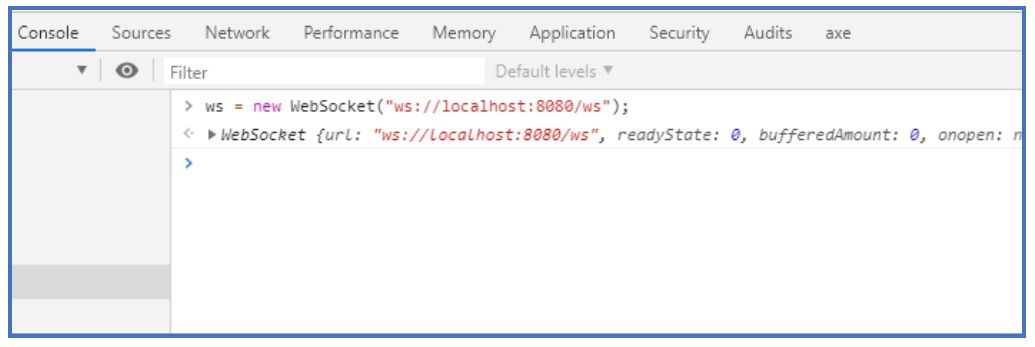 Console Sources Network Performance Memory Application Security Audits axe
Filter Default levels ▼
> ws = new WebSocket("ws://localhost:8080/ws");
<· ▶WebSocket {url: "ws://localhost:8080/ws", readyState: 0, bufferedAmount: 0, onopen: n
>